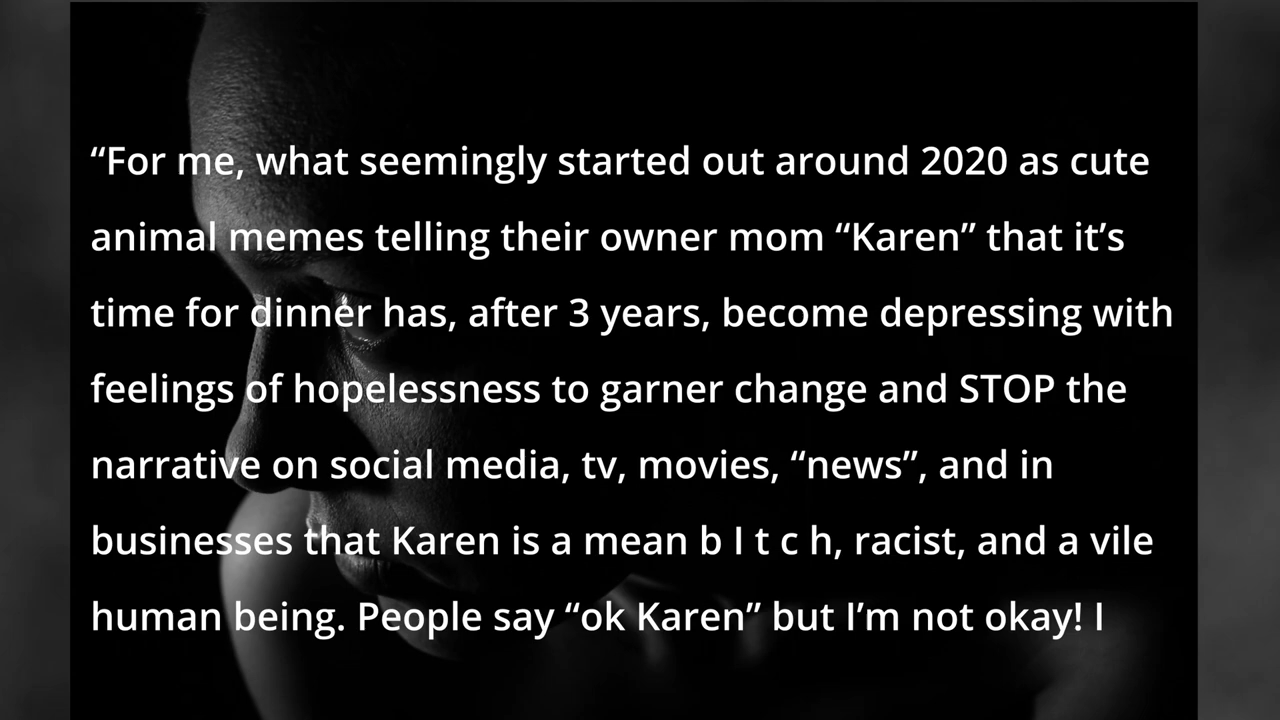 “For me, what seemingly started out around 2020 as cute
animal memes telling their owner mom “Karen” that it’s
time for dinner has, after 3 years, become depressing with
feelings of hopelessness to garner change and STOP the
narrative on social media, tv, movies, “news”, and in
businesses that Karen is a mean b I t c h, racist, and a vile
human being. People say “ok Karen” but I’m not okay! I